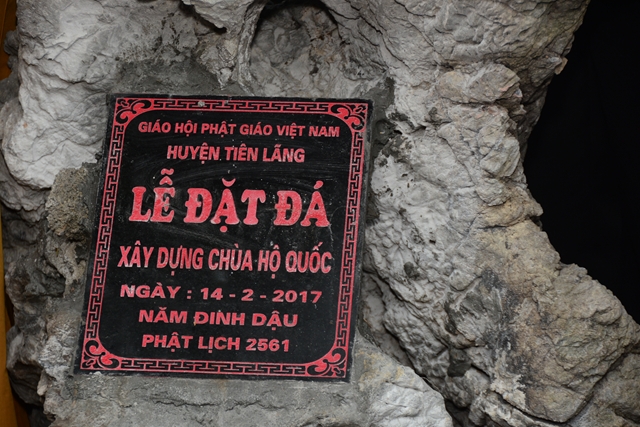 GIÁO HỘI PHẬT GIÁO VIỆT NAM
HUYỆN TIÊN LÃNG
LỄ ĐẶT ĐÁ
XÂY DỰNG CHÙA HỘ QUỐC
NGÀY : 14 - 2 - 2017
NĂM ĐINH DẬU
PHẬT LỊCH 2561